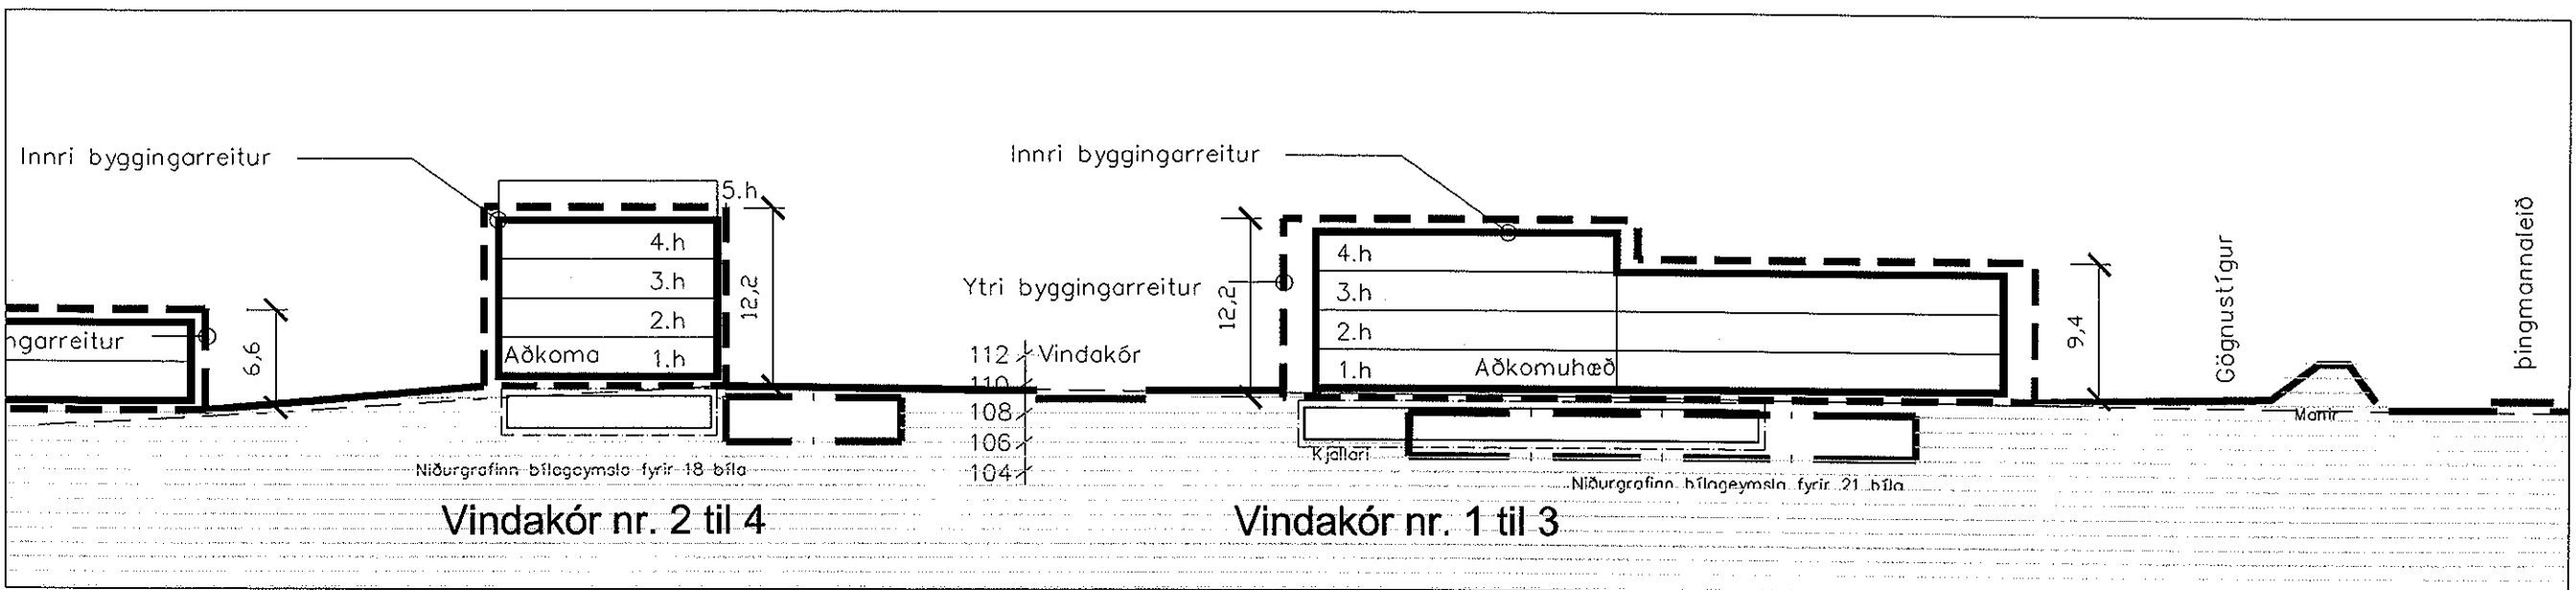 Innri byggingarreitur
5.h
4.h
3.h
2.h
Aðkoma 1.h
12,2
ngarreitur
6,6
Niðurgrafinn bílageymsla fyrir 18 bíla
Vindakór nr. 2 til 4
112 Vindakór
110
108
106
104
Innri byggingarreitur
Ytri byggingarreitur
12,2
4.h
3.h
2.h
1.h Aðkomuhæð
Kjallari
9,4
Niðurgrafinn bílageymsla fyrir 21 bíla
Vindakór nr. 1 til 3
Gögnustígur
Þingmannaleið